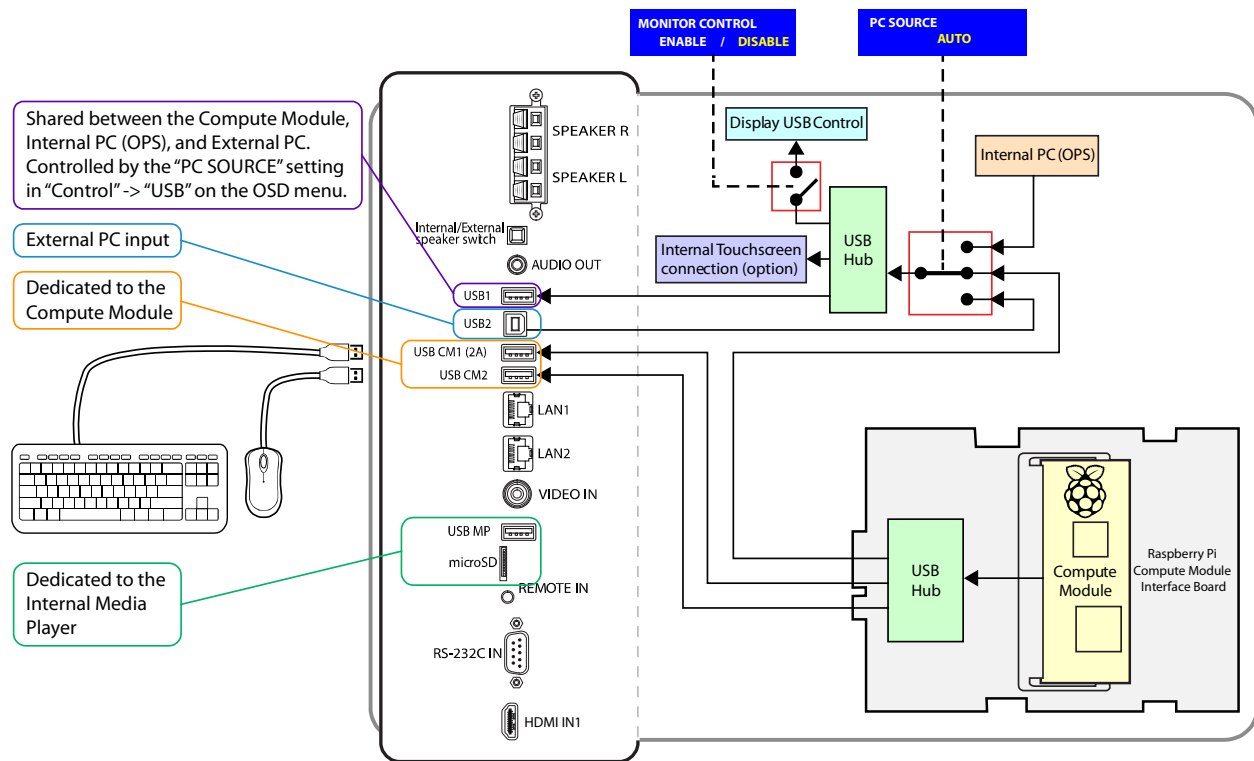 MONITOR CONTROL
ENABLE / DISABLE
PC SOURCE
AUTO
Shared between the Compute Module,
Internal PC (OPS), and External PC.
Controlled by the “PC SOURCE” setting
in “Control” -> “USB” on the OSD menu.
External PC input
Dedicated to the
Compute Module
Dedicated to the
Internal Media
Player
SPEAKER R
SPEAKER L
Internal/External
speaker switch
AUDIO OUT
USB1
USB2
USB CM1 (2A)
USB CM2
LAN1
LAN2
VIDEO IN
USB MP
microSD
REMOTE IN
RS-232C IN
HDMI IN1
Display USB Control
Internal PC (OPS)
USB
Hub
Internal Touchscreen
connection (option)
USB
Hub
Compute
Module
Raspberry Pi
Compute Module
Interface Board